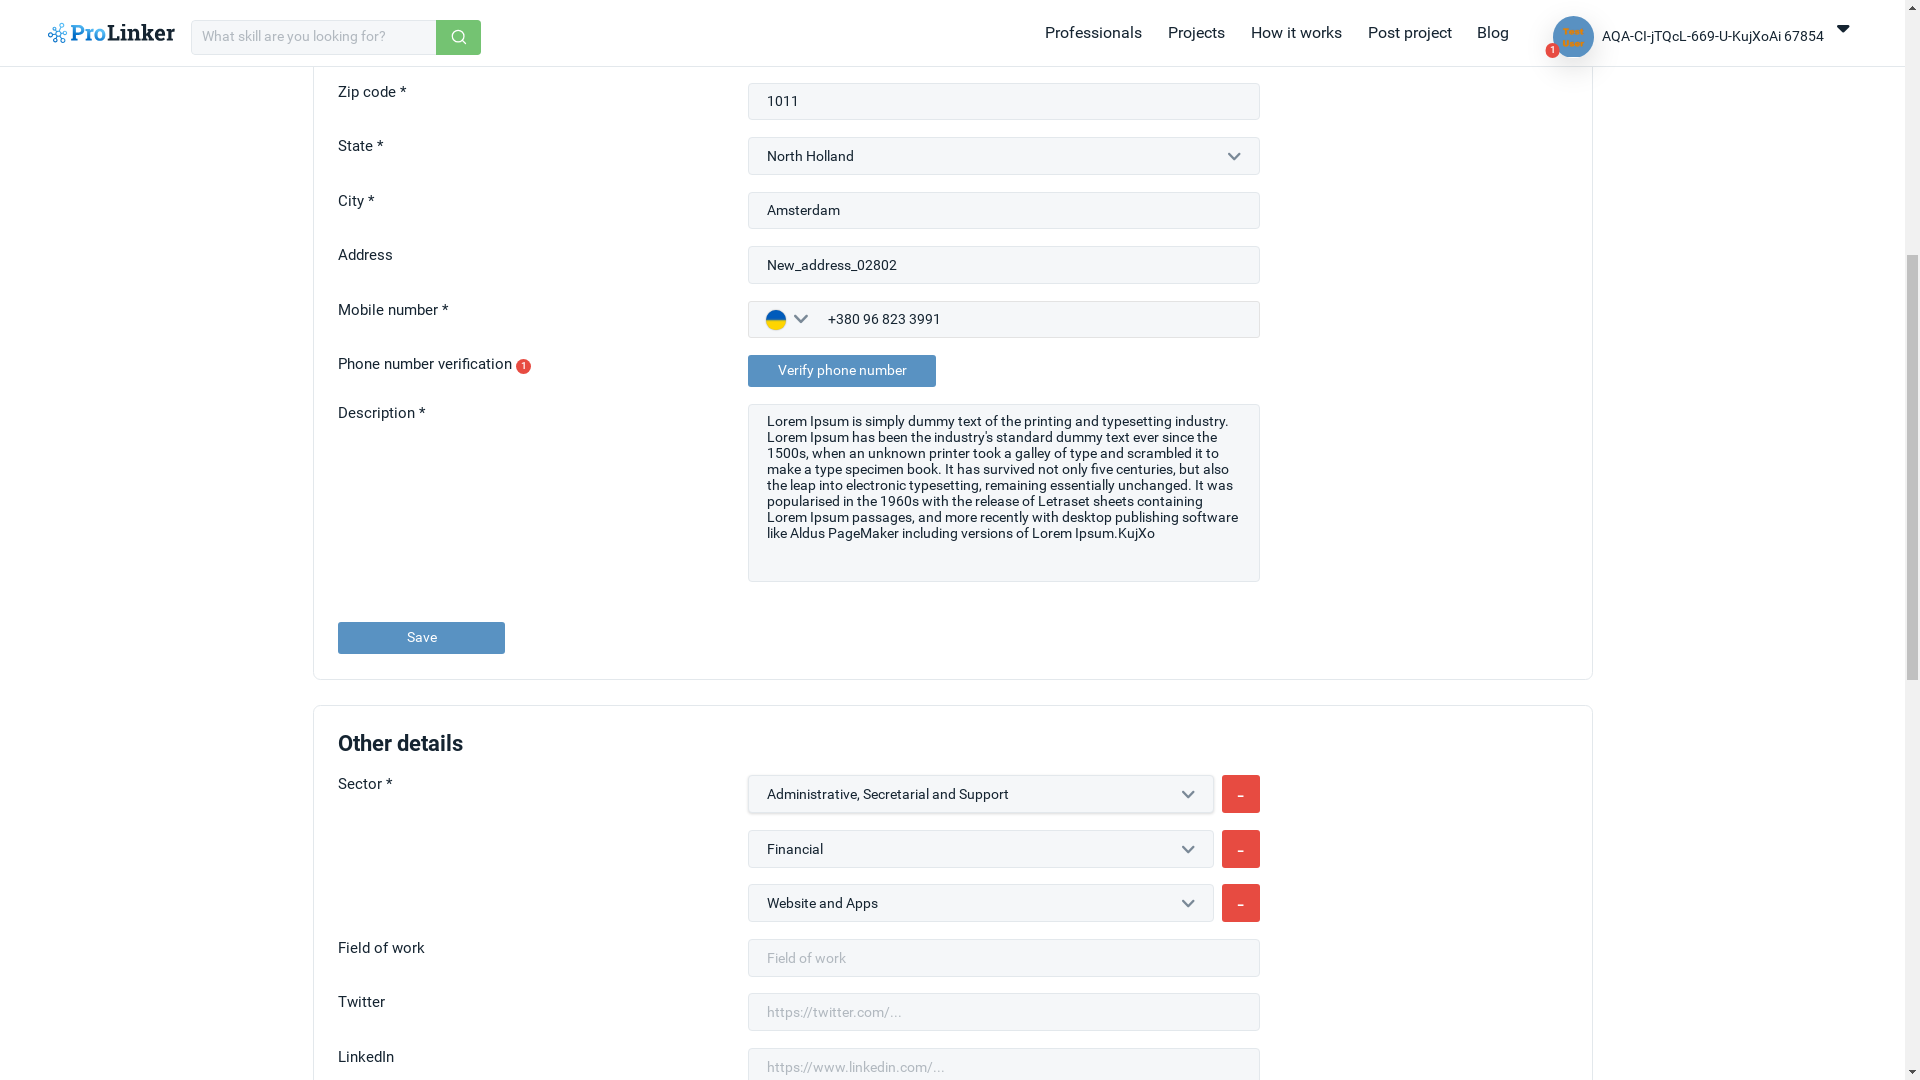 ProLinker
What skill are you looking for?
Professionals
Projects
How it works
Post project
Blog
Test
User
1
AQA-CI-jTQcL-669-U-KujXoAi 67854
Zip code *
1011
State *
North Holland
City *
Amsterdam
Address
New_address_02802
Mobile number *
+380 96 823 3991
Phone number verification 1
Verify phone number
Description *
Lorem Ipsum is simply dummy text of the printing and typesetting industry.
Lorem Ipsum has been the industry's standard dummy text ever since the
1500s, when an unknown printer took a galley of type and scrambled it to
make a type specimen book. It has survived not only five centuries, but also
the leap into electronic typesetting, remaining essentially unchanged. It was
popularised in the 1960s with the release of Letraset sheets containing
Lorem Ipsum passages, and more recently with desktop publishing software
like Aldus PageMaker including versions of Lorem Ipsum.KujXo
Save
Other details
Sector *
Administrative, Secretarial and Support
-
Financial
-
Website and Apps
-
Field of work
Field of work
Twitter
https://twitter.com/...
LinkedIn
https://www.linkedin.com/...